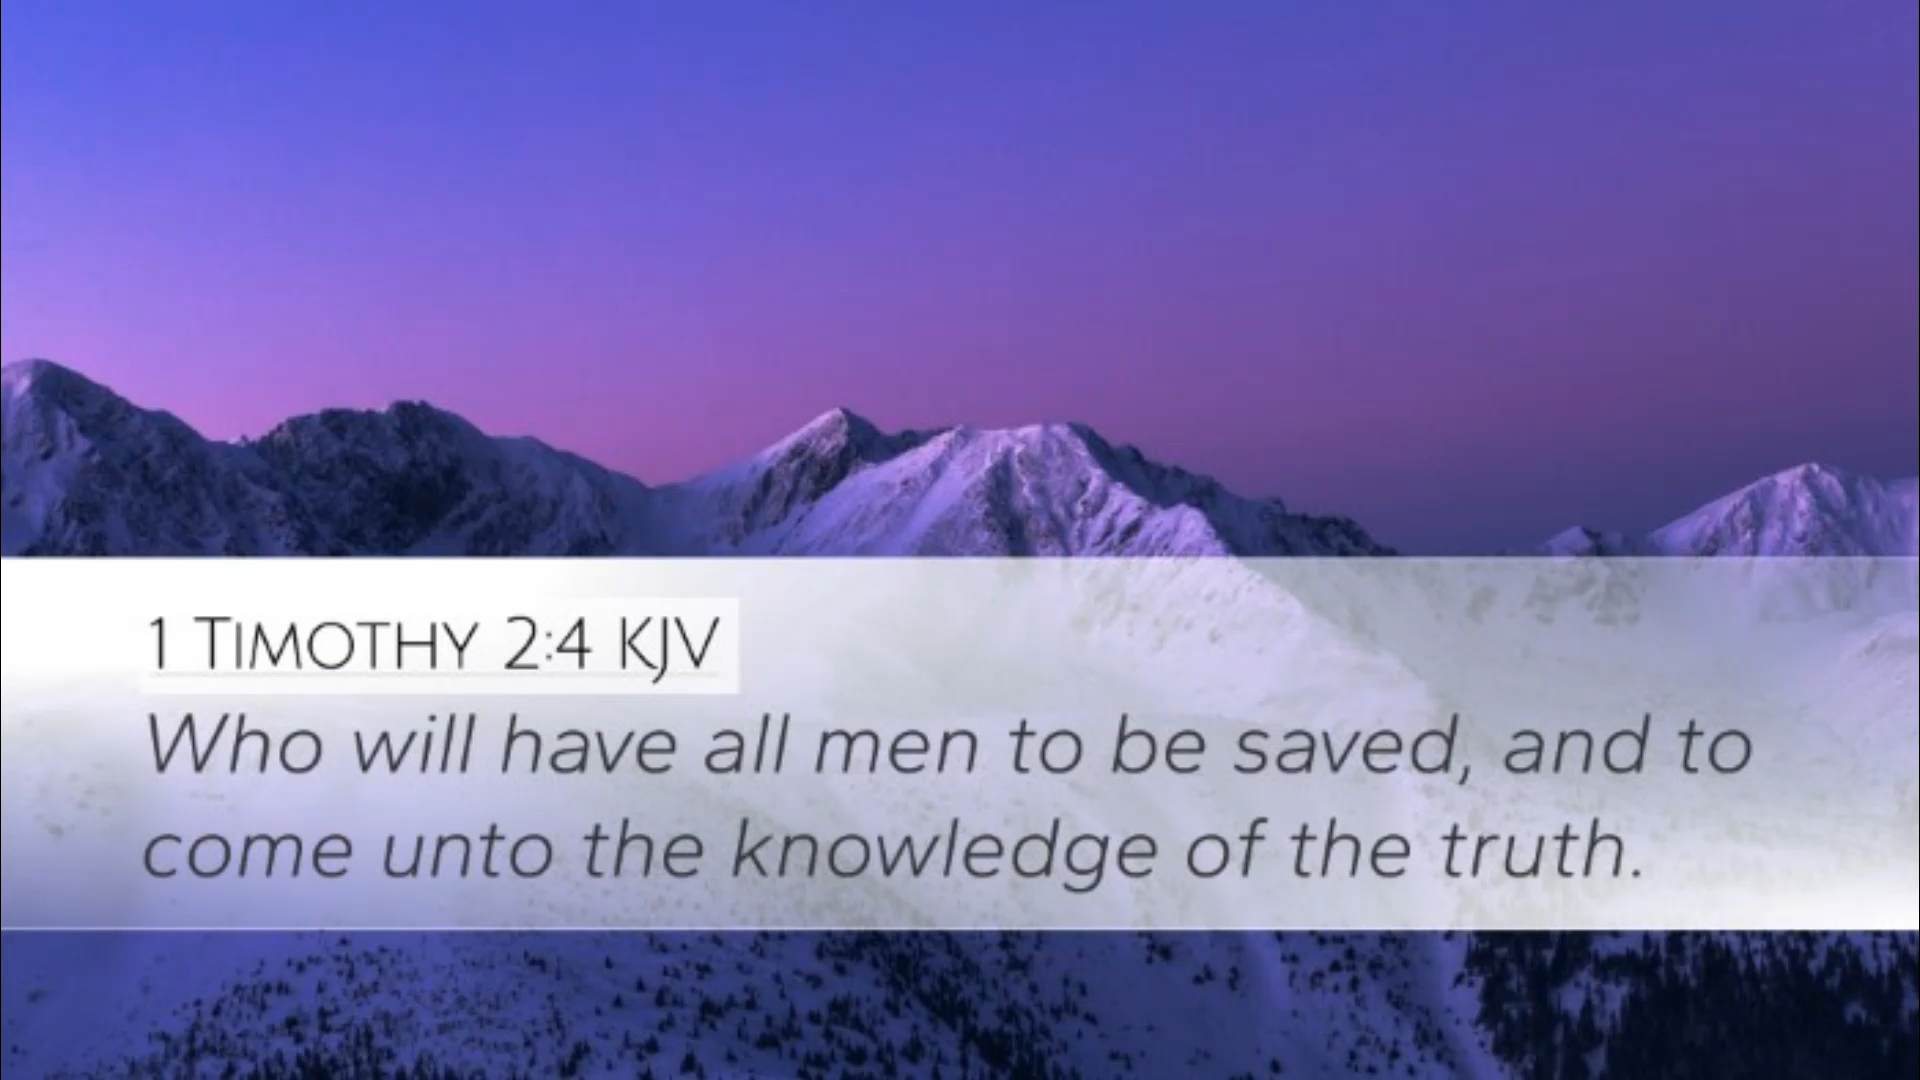 1 TIMOTHY 2:4 KJV
Who will have all men to be saved, and to
come unto the knowledge of the truth.